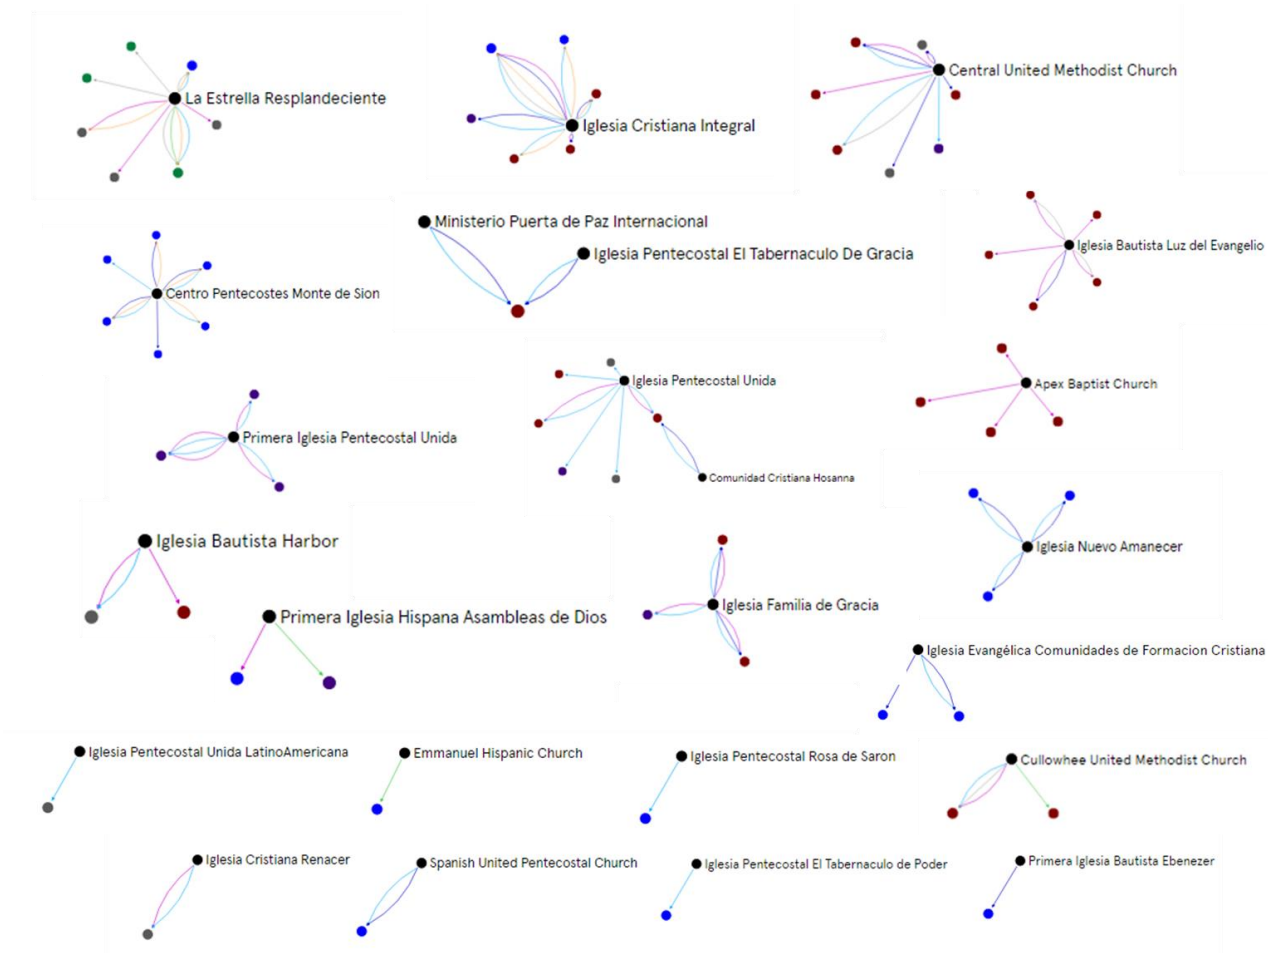 La Estrella Resplandeciente
Iglesia Cristiana Integral
Central United Methodist Church
Ministerio Puerta de Paz Internacional
Iglesia Pentecostal El Tabernaculo De Gracia
Iglesia Bautista Luz del Evangelio
Centro Pentecostes Monte de Sion
Iglesia Pentecostal Unida
Apex Baptist Church
Primera Iglesia Pentecostal Unida
Comunidad Cristiana Hosanna
Iglesia Bautista Harbor
Iglesia Nuevo Amanecer
Primera Iglesia Hispana Asambleas de Dios
Iglesia Familia de Gracia
Iglesia Evangélica Comunidades de Formacion Cristiana
Iglesia Pentecostal Unida LatinoAmericana
Emmanuel Hispanic Church
Iglesia Pentecostal Rosa de Saron
Cullowhee United Methodist Church
Iglesia Cristiana Renacer
Spanish United Pentecostal Church
Iglesia Pentecostal El Tabernaculo de Poder
Primera Iglesia Bautista Ebenezer